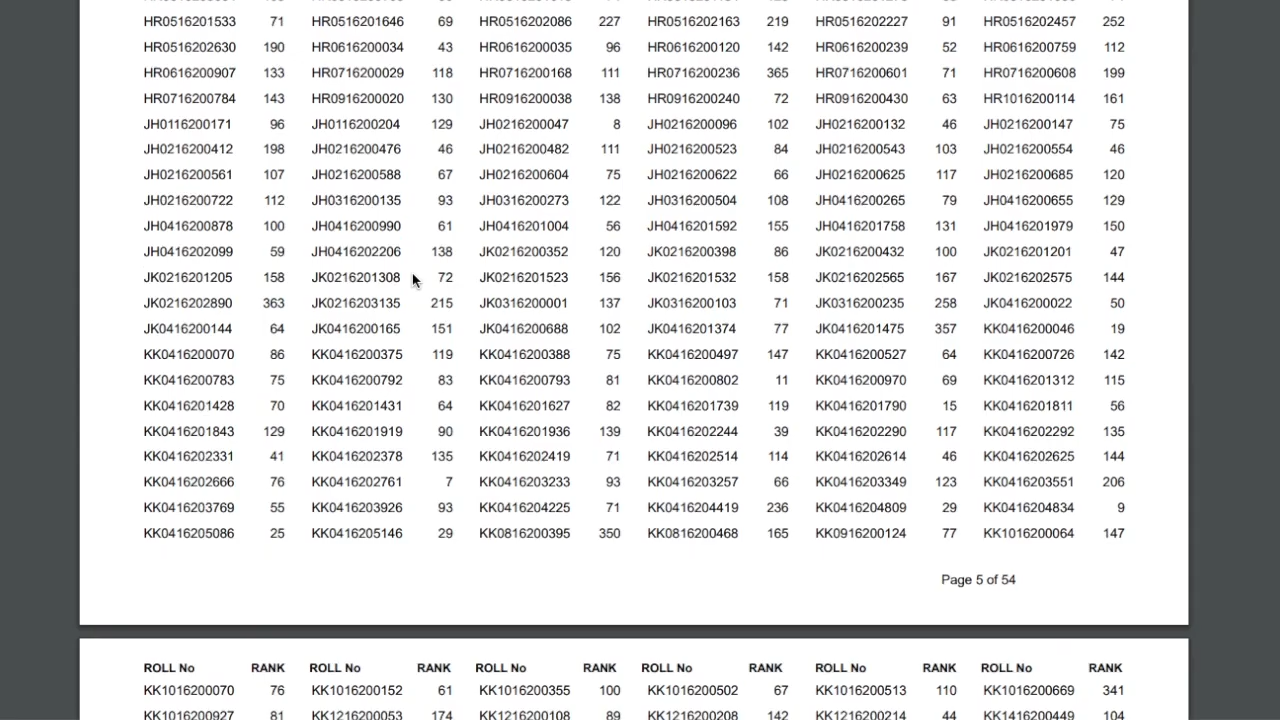 HR0516201533 71 HR0516201646 69 HR0516202086 227 HR0516202163 219 HR0516202227 91 HR0516202457 252
HR0516202630 190 HR0616200034 43 HR0616200035 96 HR0616200120 142 HR0616200239 52 HR0616200759 112
HR0616200907 133 HR0716200029 118 HR0716200168 111 HR0716200236 365 HR0716200601 71 HR0716200608 199
HR0716200784 143 HR0916200020 130 HR0916200038 138 HR0916200240 72 HR0916200430 63 HR1016200114 161
JH0116200171 96 JH0116200204 129 JH0216200047 8 JH0216200096 102 JH0216200132 46 JH0216200147 75
JH0216200412 198 JH0216200476 46 JH0216200482 111 JH0216200523 84 JH0216200543 103 JH0216200554 46
JH0216200561 107 JH0216200588 67 JH0216200604 75 JH0216200622 66 JH0216200625 117 JH0216200685 120
JH0216200722 112 JH0316200135 93 JH0316200273 122 JH0316200504 108 JH0416200265 79 JH0416200655 129
JH0416200878 100 JH0416200990 61 JH0416201004 56 JH0416201592 155 JH0416201758 131 JH0416201979 150
JH0416202099 59 JH0416202206 138 JK0216200352 120 JK0216200398 86 JK0216200432 100 JK0216201201 47
JK0216201205 158 JK0216201308 72 JK0216201523 156 JK0216201532 158 JK0216202565 167 JK0216202575 144
JK0216202890 363 JK0216203135 215 JK0316200001 137 JK0316200103 71 JK0316200235 258 JK0416200022 50
JK0416200144 64 JK0416200165 151 JK0416200688 102 JK0416201374 77 JK0416201475 357 KK0416200046 19
KK0416200070 86 KK0416200375 119 KK0416200388 75 KK0416200497 147 KK0416200527 64 KK0416200726 142
KK0416200783 75 KK0416200792 83 KK0416200793 81 KK0416200802 11 KK0416200970 69 KK0416201312 115
KK0416201428 70 KK0416201431 64 KK0416201627 82 KK0416201739 119 KK0416201790 15 KK0416201811 56
KK0416201843 129 KK0416201919 90 KK0416201936 139 KK0416202244 39 KK0416202290 117 KK0416202292 135
KK0416202331 41 KK0416202378 135 KK0416202419 71 KK0416202514 114 KK0416202614 46 KK0416202625 144
KK0416202666 76 KK0416202761 7 KK0416203233 93 KK0416203257 66 KK0416203349 123 KK0416203551 206
KK0416203769 55 KK0416203926 93 KK0416204225 71 KK0416204419 236 KK0416204809 29 KK0416204834 9
KK0416205086 25 KK0416205146 29 KK0816200395 350 KK0816200468 165 KK0916200124 77 KK1016200064 147
Page 5 of 54
ROLL No RANK ROLL No RANK ROLL No RANK ROLL No RANK ROLL No RANK ROLL No RANK
KK1016200070 76 KK1016200152 61 KK1016200355 100 KK1016200502 67 KK1016200513 110 KK1016200669 341
KK1016200927 81 KK1216200053 174 KK1216200108 89 KK1216200208 142 KK1216200214 44 KK1416200449 104